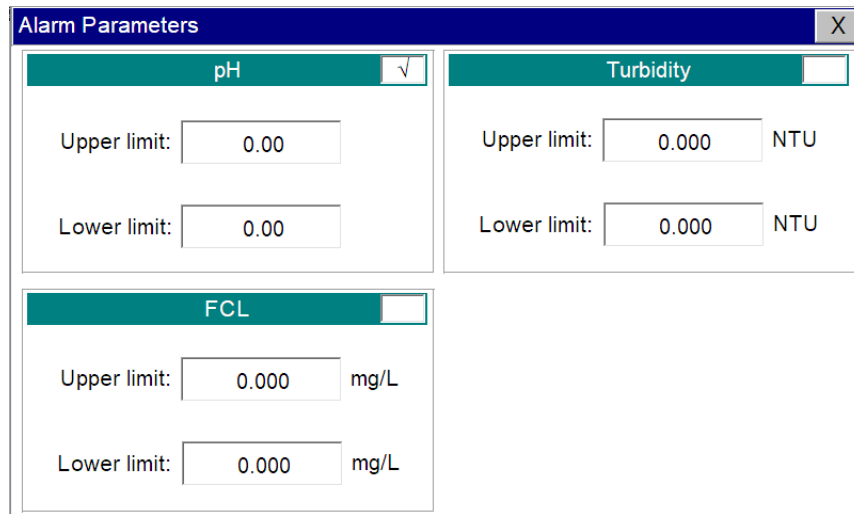 Alarm Parameters X
pH √
Upper limit: 0.00
Lower limit: 0.00
Turbidity
Upper limit: 0.000 NTU
Lower limit: 0.000 NTU
FCL
Upper limit: 0.000 mg/L
Lower limit: 0.000 mg/L